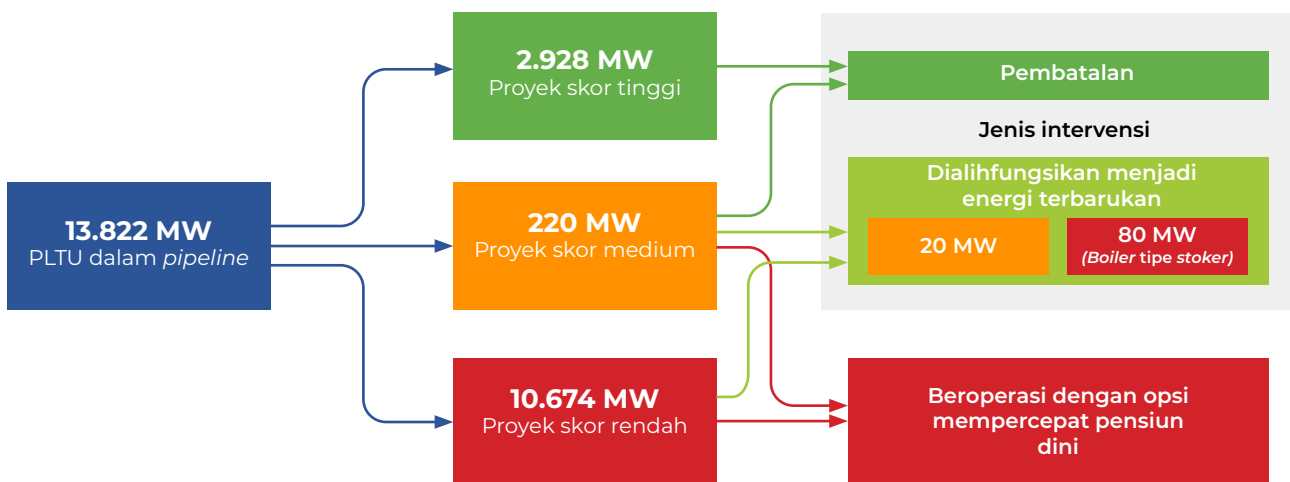 13.822 MW
PLTU dalam pipeline
2.928 MW
Proyek skor tinggi
220 MW
Proyek skor medium
10.674 MW
Proyek skor rendah
Pembatalan
Jenis intervensi
Dialihfungsikan menjadi
energi terbarukan
20 MW
80 MW
(Boiler tipe stoker)
Beroperasi dengan opsi
mempercepat pensiun
dini